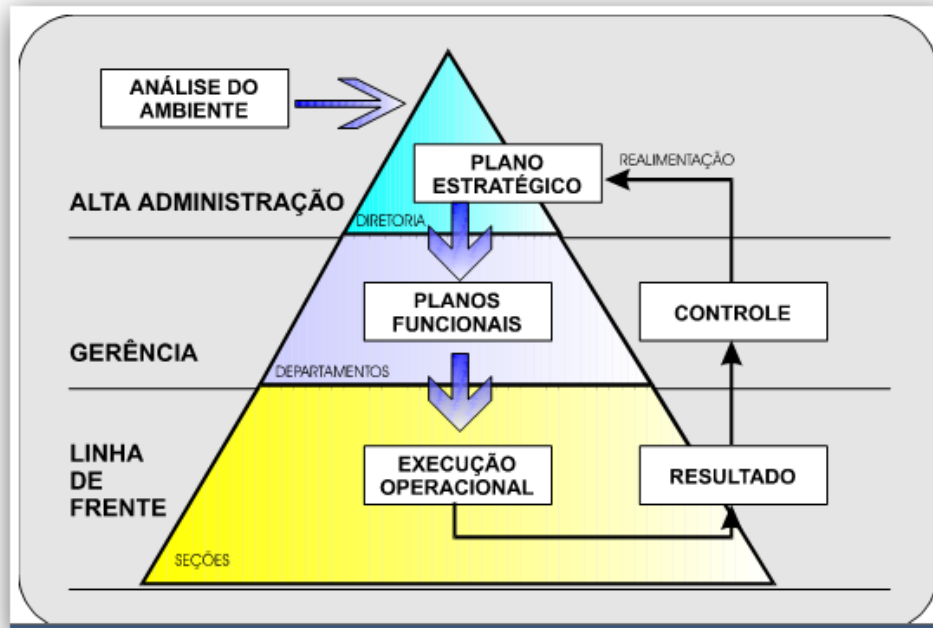 ANÁLISE DO
AMBIENTE
PLANO
ESTRATÉGICO
REALIMENTAÇÃO
ALTA ADMINISTRAÇÃO
DIRETORIA
PLANOS
FUNCIONAIS
CONTROLE
GERÊNCIA
DEPARTAMENTOS
LINHA
DE
FRENTE
EXECUÇÃO
OPERACIONAL
RESULTADO
SEÇÕES